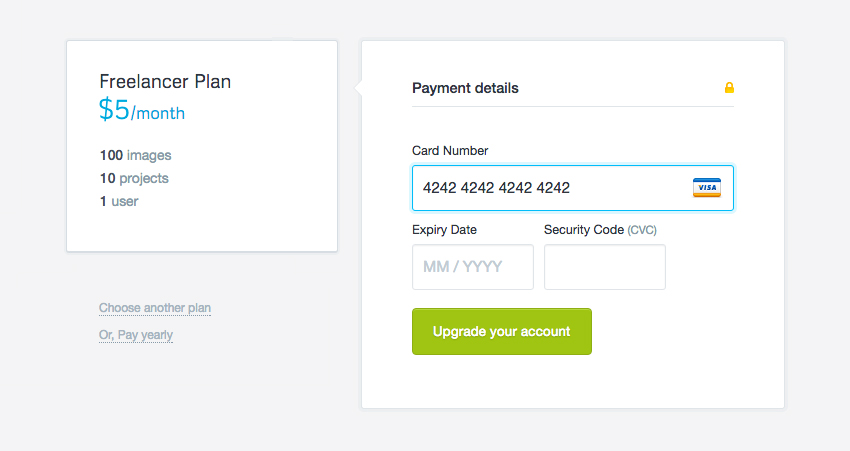 Freelancer Plan
$5/month
100 images
10 projects
1 user
Choose another plan
Or, Pay yearly
Payment details
Card Number
4242 4242 4242 4242
VISA
Expiry Date
Security Code (CVC)
MM / YYYY
Upgrade your account